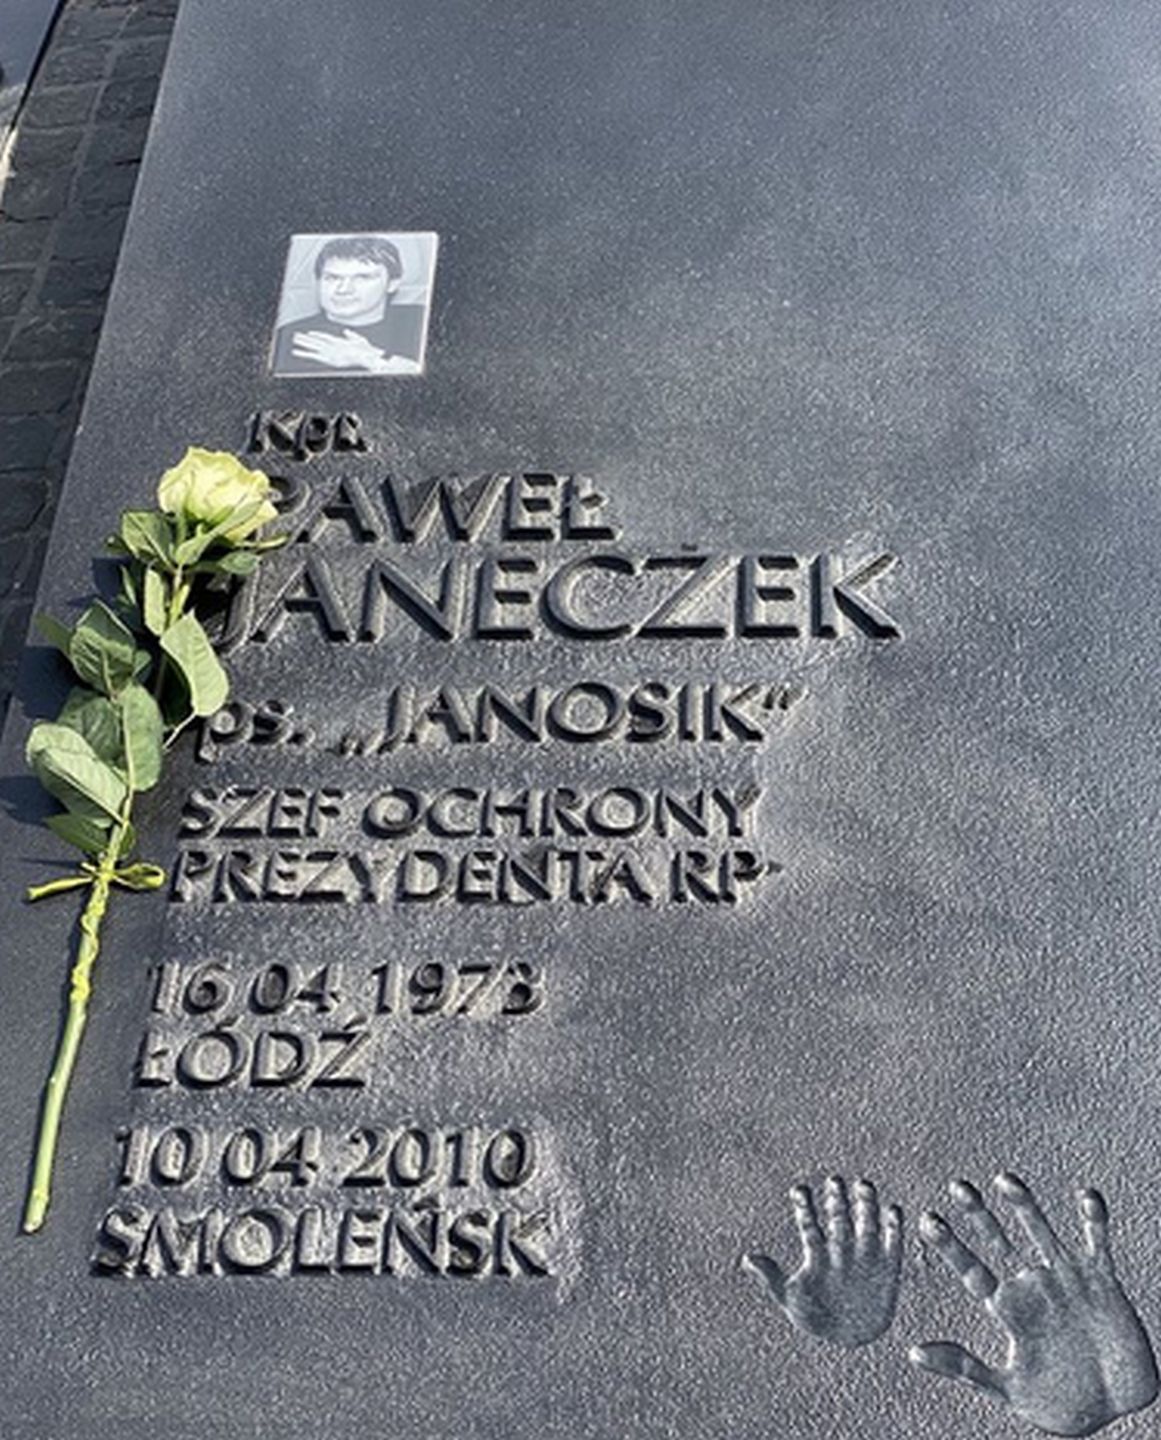 Kpt.
PAWEŁ
JANECZEK
ps. „JANOSIK”
SZEF OCHRONY
PREZYDENTA RP
16 04 1973
ŁÓDŹ
10 04 2010
SMOLEŃSK